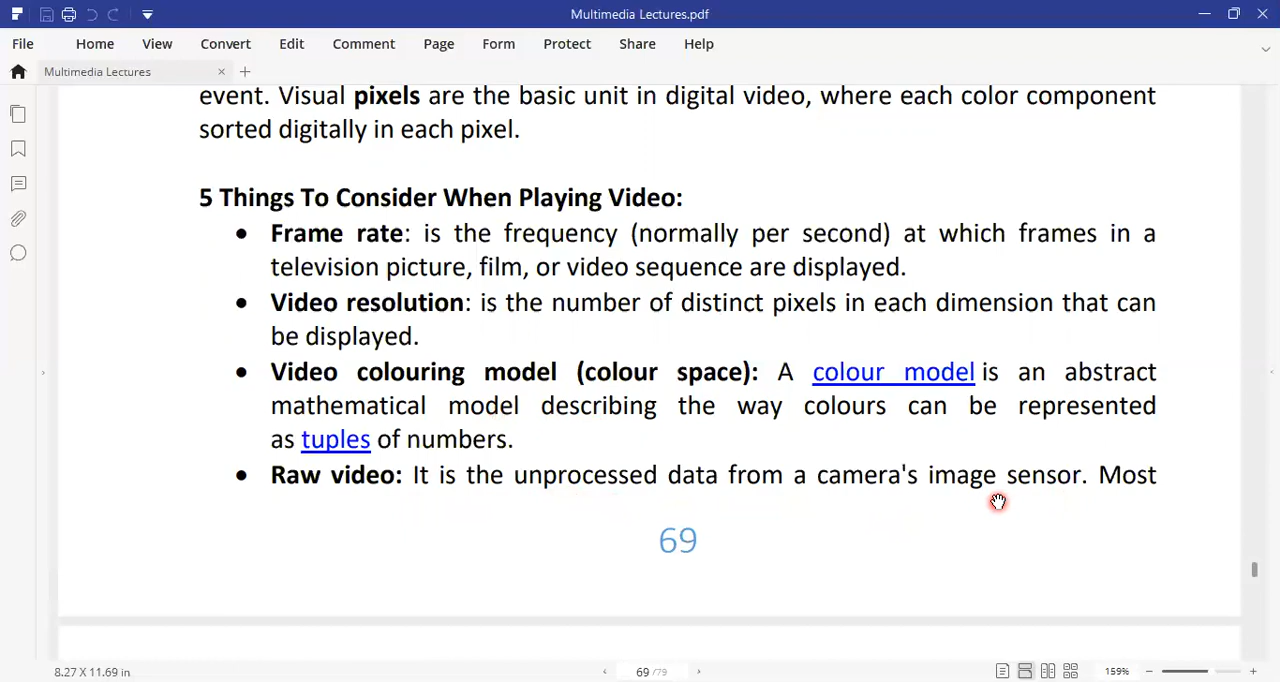 Multimedia Lectures.pdf
File Home View Convert Edit Comment Page Form Protect Share Help
Multimedia Lectures
event. Visual pixels are the basic unit in digital video, where each color component
sorted digitally in each pixel.
5 Things To Consider When Playing Video:
• Frame rate: is the frequency (normally per second) at which frames in a
television picture, film, or video sequence are displayed.
• Video resolution: is the number of distinct pixels in each dimension that can
be displayed.
• Video colouring model (colour space): A colour model is an abstract
mathematical model describing the way colours can be represented
as tuples of numbers.
• Raw video: It is the unprocessed data from a camera's image sensor. Most
69
8.27 X 11.69 in 69 /79 159%